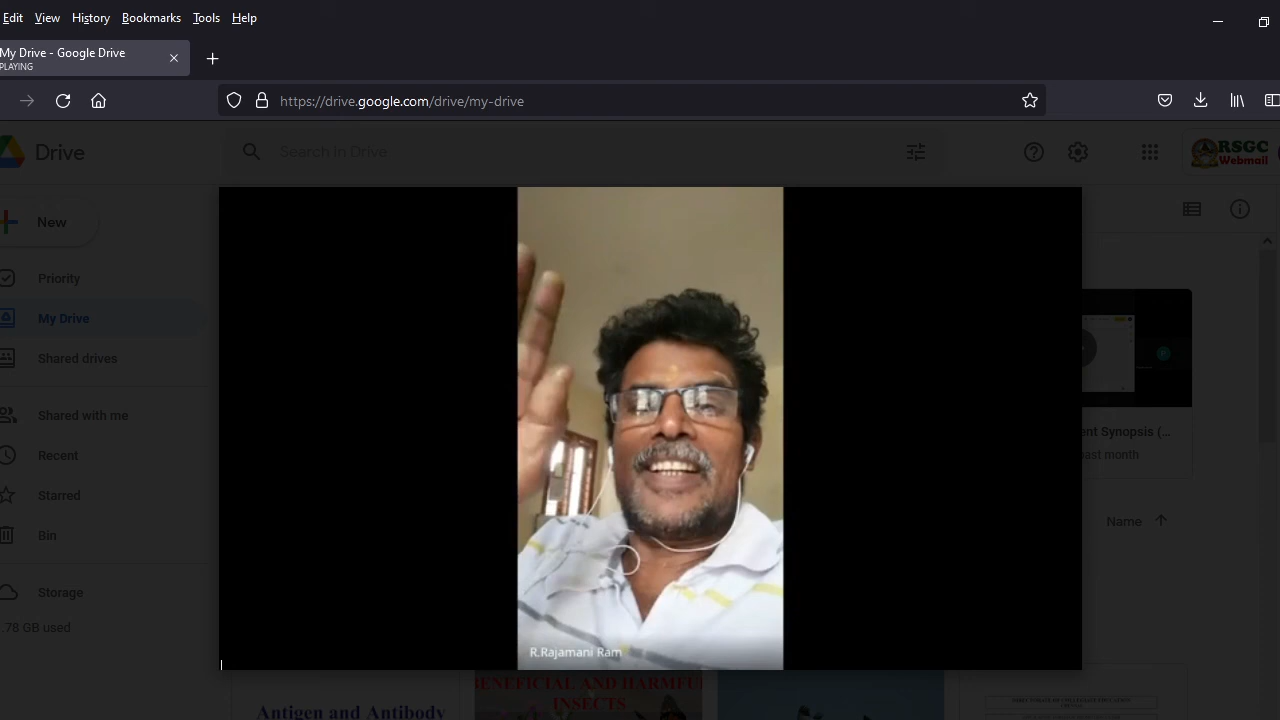 Edit View History Bookmarks Tools Help
My Drive - Google Drive
PLAYING
https://drive.google.com/drive/my-drive
Drive
Search in Drive
RSGC
Webmail
New
Priority
My Drive
Shared drives
Shared with me
Recent
Starred
Bin
Storage
.78 GB used
ent Synopsis (...
past month
Name
R.Rajamani Ram
Antigen and Antibody
BENEFICIAL AND HARMFUL
INSECTS